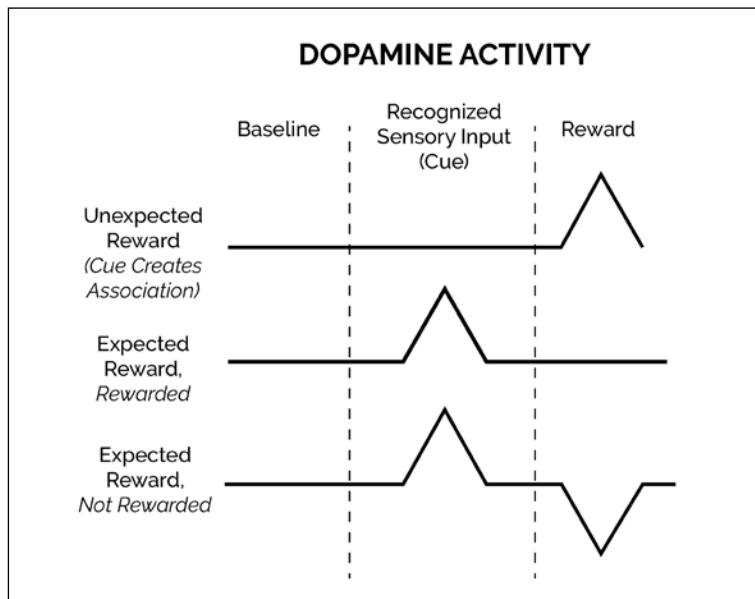 DOPAMINE ACTIVITY
Baseline
Recognized
Sensory Input
(Cue)
Reward
Unexpected
Reward
(Cue Creates
Association)
Expected
Reward,
Rewarded
Expected
Reward,
Not Rewarded